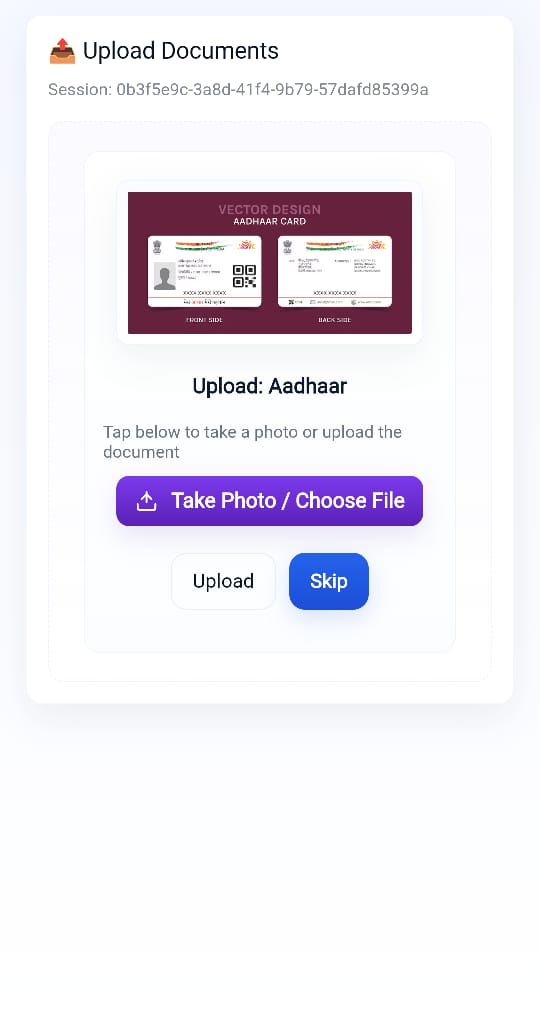 Upload Documents
Session: 0b3f5e9c-3a8d-41f4-9b79-57dafd85399a
VECTOR DESIGN
AADHAAR CARD
XXXX XXXX XXXX
XXXX XXXX XXXX
FRONT SIDE
BACK SIDE
Upload: Aadhaar
Tap below to take a photo or upload the
document
Take Photo / Choose File
Upload
Skip